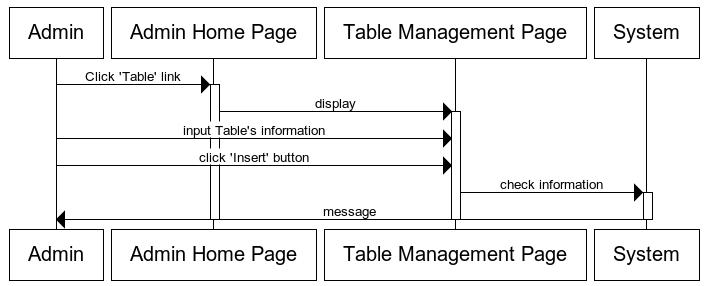 Admin
Admin Home Page
Table Management Page
System
Click 'Table' link
display
input Table's information
click 'Insert' button
check information
message
Admin
Admin Home Page
Table Management Page
System